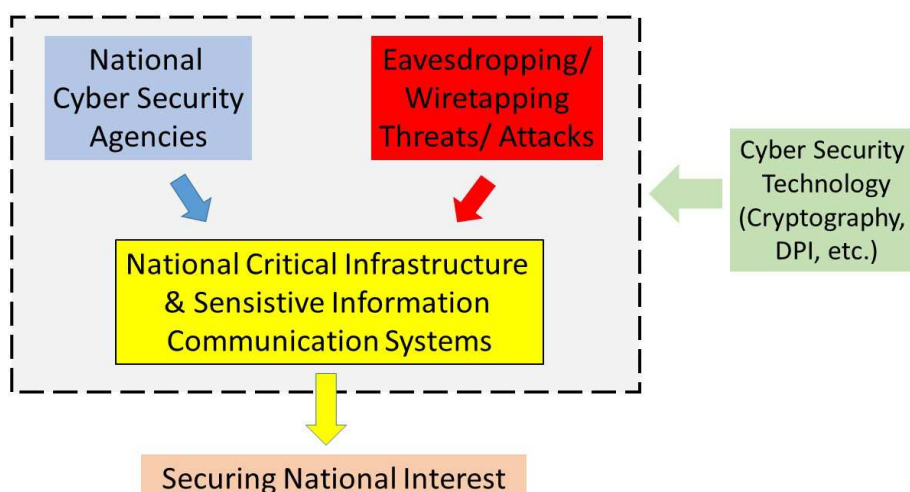 National
Cyber Security
Agencies
Eavesdropping/
Wiretapping
Threats/ Attacks
Cyber Security
Technology
(Cryptography,
DPI, etc.)
National Critical Infrastructure
& Sensistive Information
Communication Systems
Securing National Interest